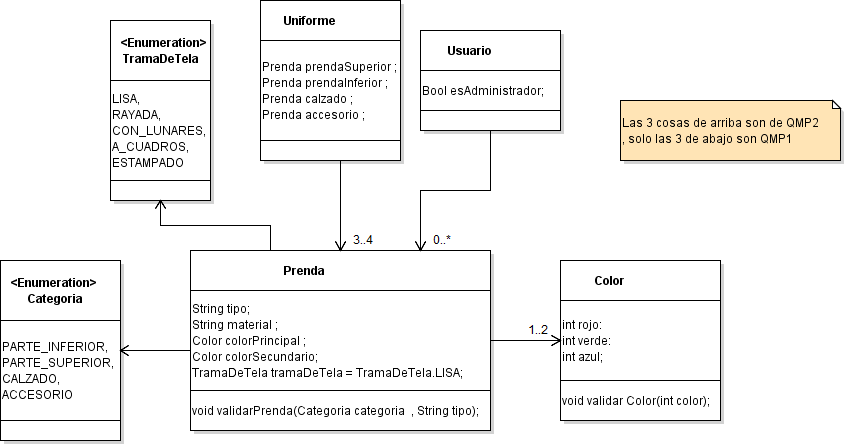 <Enumeration>
TramaDeTela
LISA,
RAYADA,
CON_LUNARES,
A_CUADROS,
ESTAMPADO
Uniforme
Prenda prendaSuperior ;
Prenda prendaInferior ;
Prenda calzado ;
Prenda accesorio ;
Usuario
Bool esAdministrador;
Las 3 cosas de arriba son de QMP2
, solo las 3 de abajo son QMP1
3..4
0..*
<Enumeration>
Categoria
PARTE_INFERIOR,
PARTE_SUPERIOR,
CALZADO,
ACCESORIO
Prenda
String tipo;
String material ;
Color colorPrincipal ;
Color colorSecundario;
TramaDeTela tramaDeTela = TramaDeTela.LISA;
void validarPrenda(Categoria categoria , String tipo);
1..2
Color
int rojo:
int verde:
int azul;
void validar Color(int color);